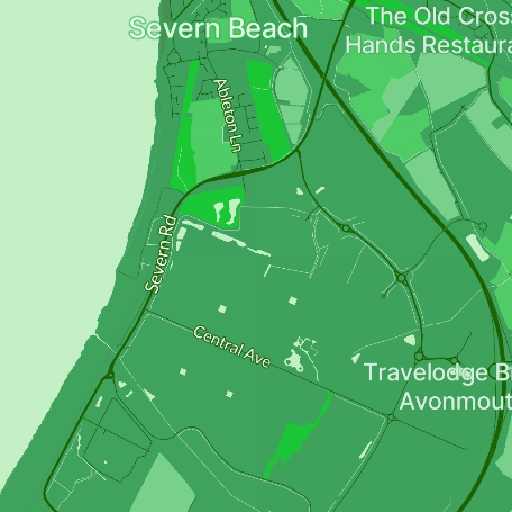 The Old Cross
Hands Restaura
Severn Beach
Ableton Ln
Severn Rd
Central Ave
Travelodge B
Avonmout